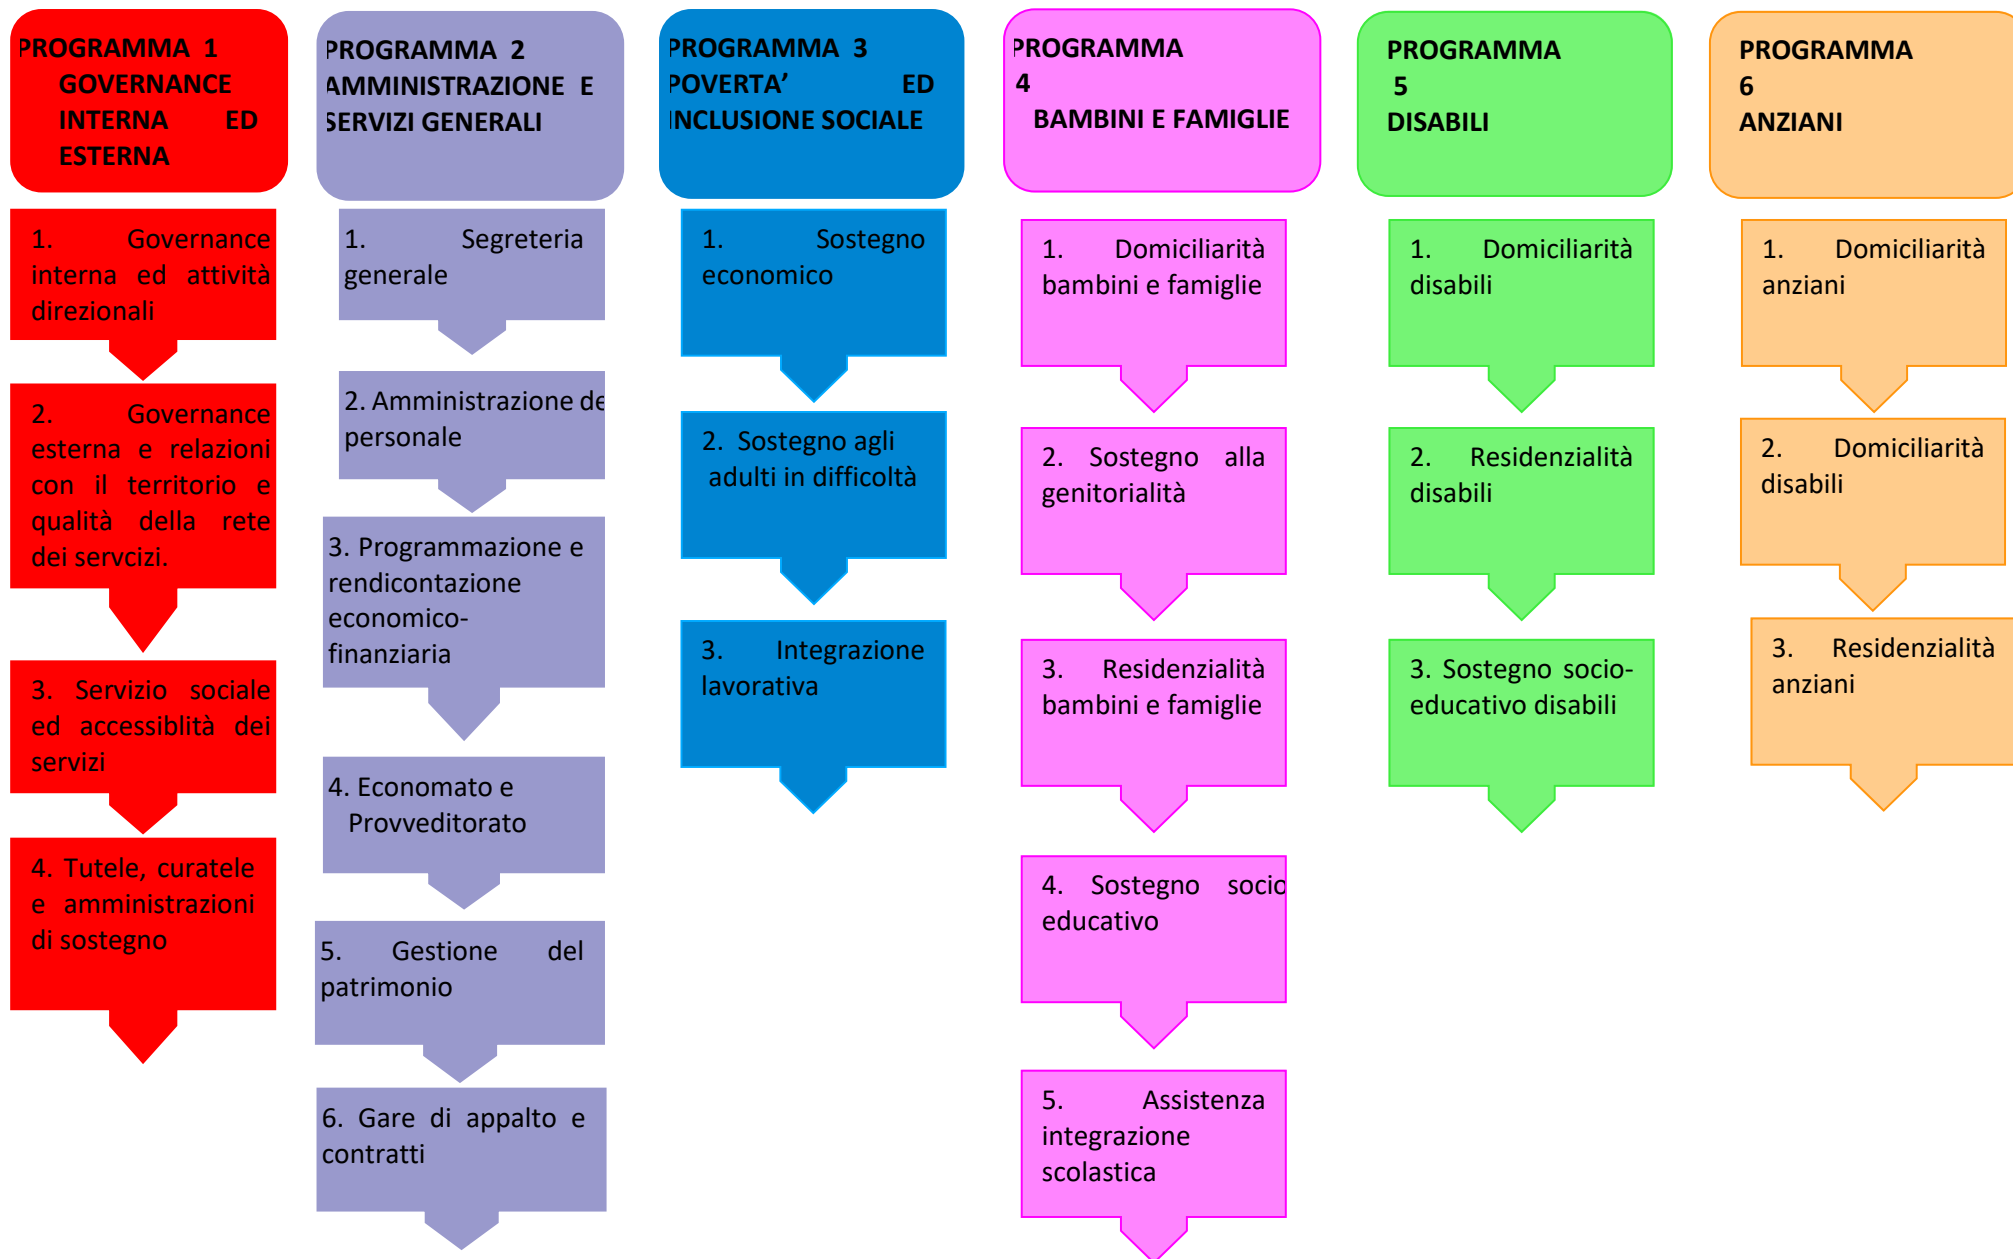 PROGRAMMA 1
GOVERNANCE
INTERNA ED
ESTERNA
1. Governance
interna ed attività
direzionali
2. Governance
esterna e relazioni
con il territorio e
qualità della rete
dei servcizi.
3. Servizio sociale
ed accessiblità dei
servizi
4. Tutele, curatele
e amministrazioni
di sostegno
PROGRAMMA 2
AMMINISTRAZIONE E
SERVIZI GENERALI
1. Segreteria
generale
2. Amministrazione de
personale
3. Programmazione e
rendicontazione
economico-
finanziaria
4. Economato e
Provveditorato
5. Gestione del
patrimonio
6. Gare di appalto e
contratti
PROGRAMMA 3
POVERTA’ ED
INCLUSIONE SOCIALE
1. Sostegno
economico
2. Sostegno agli
adulti in difficoltà
3. Integrazione
lavorativa
PROGRAMMA
4
BAMBINI E FAMIGLIE
1. Domiciliarità
bambini e famiglie
2. Sostegno alla
genitorialità
3. Residenzialità
bambini e famiglie
4. Sostegno socio
educativo
5. Assistenza
integrazione
scolastica
PROGRAMMA
5
DISABILI
1. Domiciliarità
disabili
2. Residenzialità
disabili
3. Sostegno socio-
educativo disabili
PROGRAMMA
6
ANZIANI
1. Domiciliarità
anziani
2. Domiciliarità
disabili
3. Residenzialità
anziani